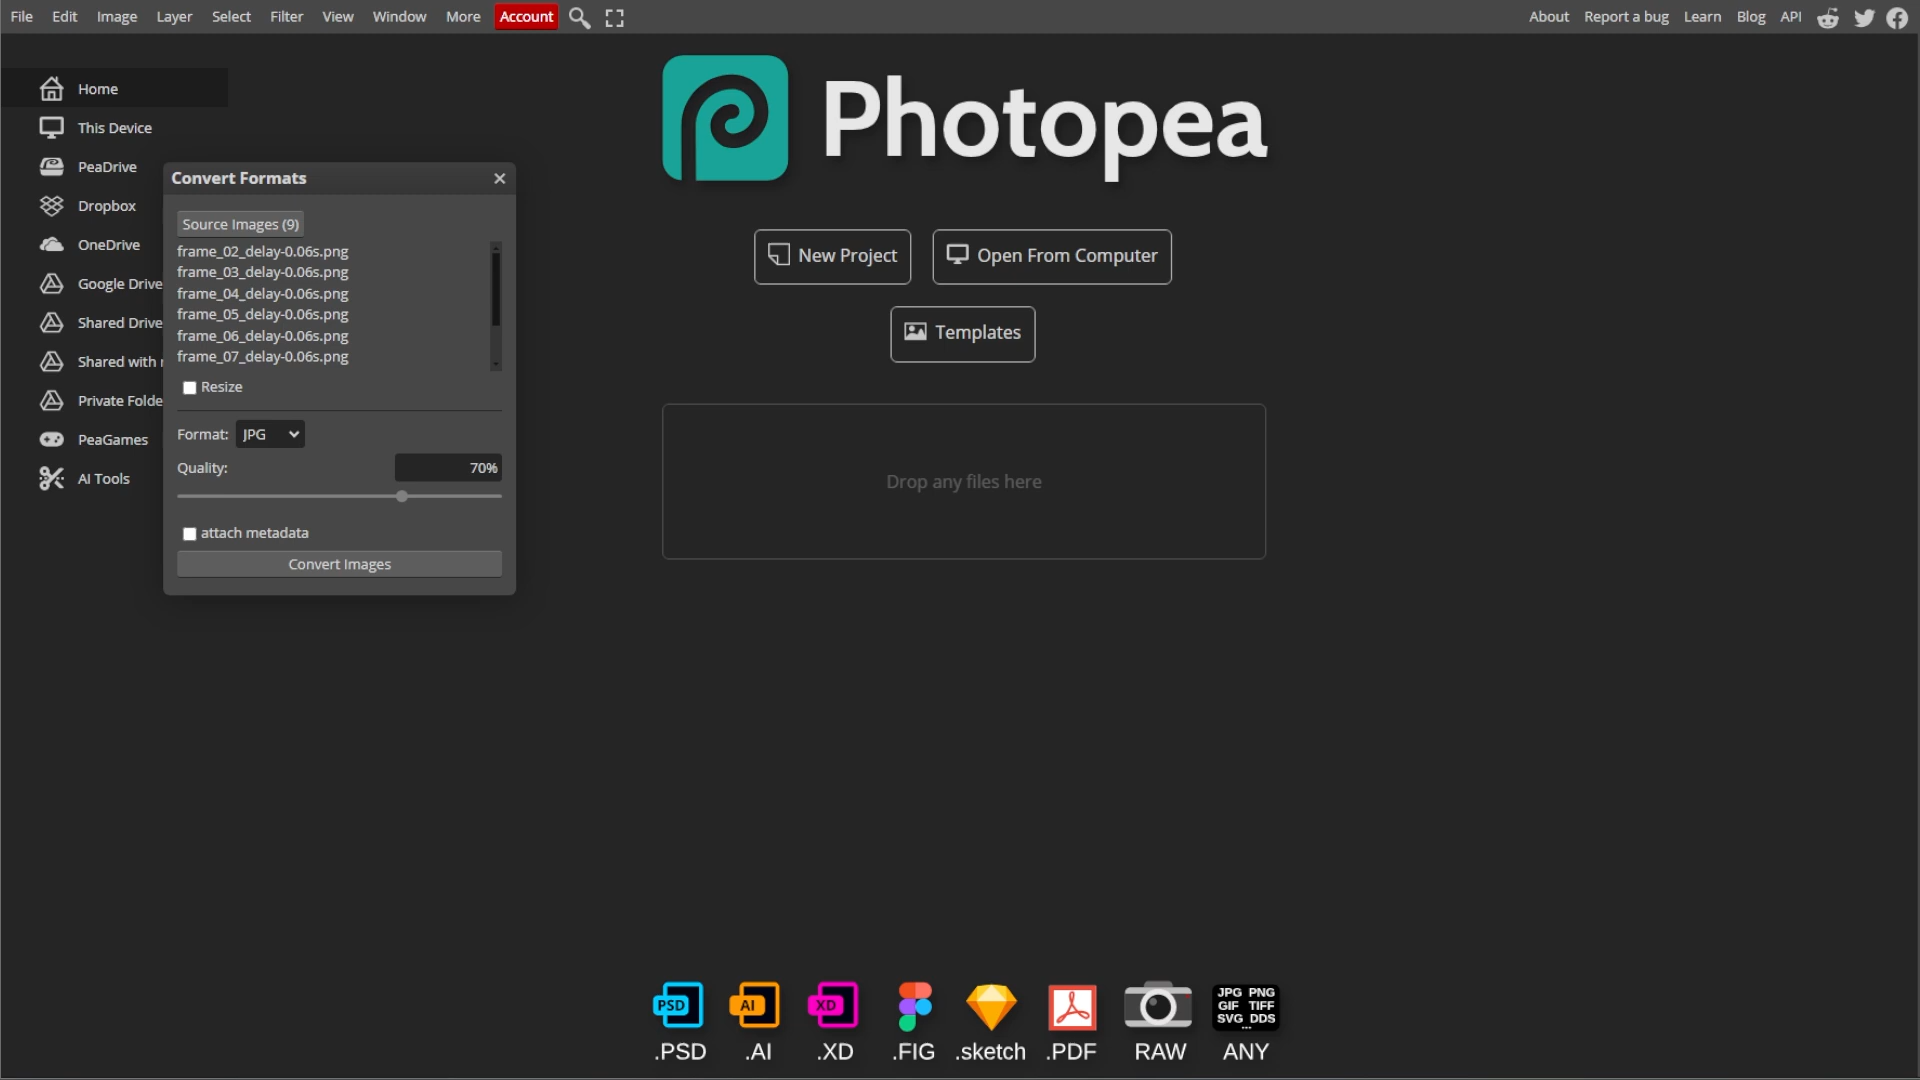 File Edit Image Layer Select Filter View Window More Account
About Report a bug Learn Blog API
Home
This Device
PeaDrive
Dropbox
OneDrive
Google Drive
Shared Drive
Shared with
Private Folde
PeaGames
AI Tools
Convert Formats
Source Images (9)
frame_02_delay-0.06s.png
frame_03_delay-0.06s.png
frame_04_delay-0.06s.png
frame_05_delay-0.06s.png
frame_06_delay-0.06s.png
frame_07_delay-0.06s.png
Resize
Format: JPG
Quality: 70%
attach metadata
Convert Images
Photopea
New Project
Open From Computer
Templates
Drop any files here
PSD AI XD
JPG PNG
GIF TIFF
SVG DDS
...
.PSD .AI .XD .FIG .sketch .PDF RAW ANY